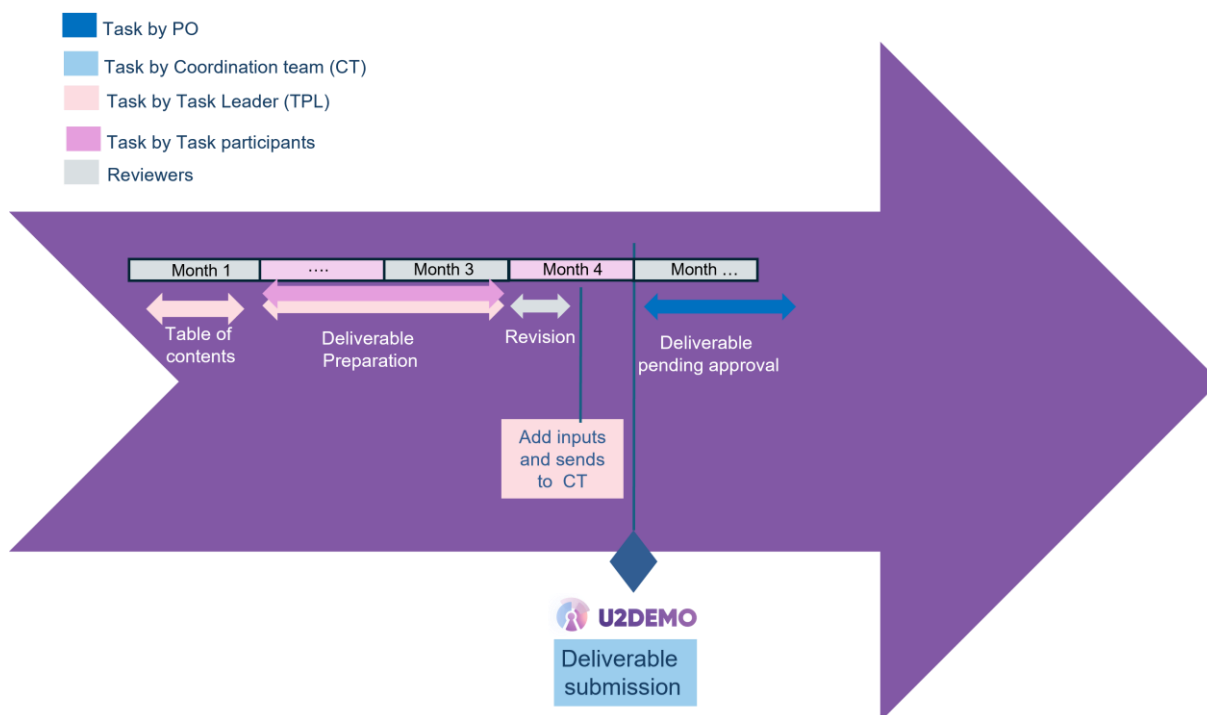 Task by PO
Task by Coordination team (CT)
Task by Task Leader (TPL)
Task by Task participants
Reviewers
Month 1
....
Month 3
Month 4
Month ...
Table of
contents
Deliverable
Preparation
Revision
Deliverable
pending approval
Add inputs
and sends
to CT
U2DEMO
Deliverable
submission